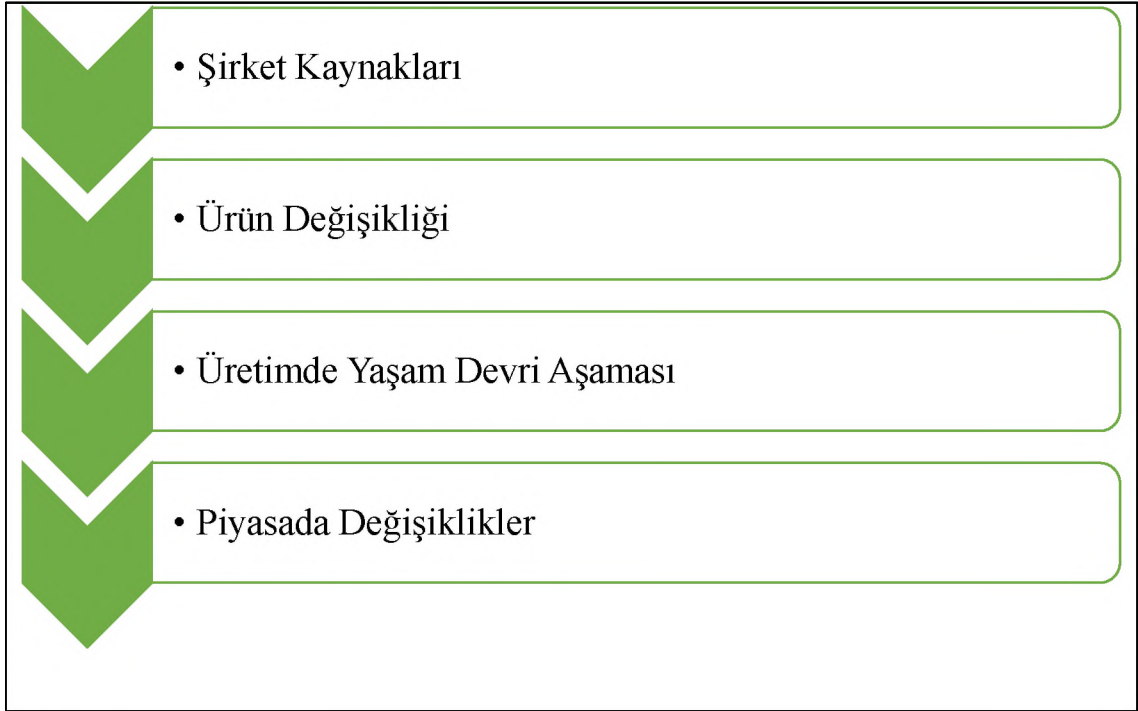 • Şirket Kaynakları
• Ürün Değişikliği
• Üretimde Yaşam Devri Aşaması
• Piyasada Değişiklikler